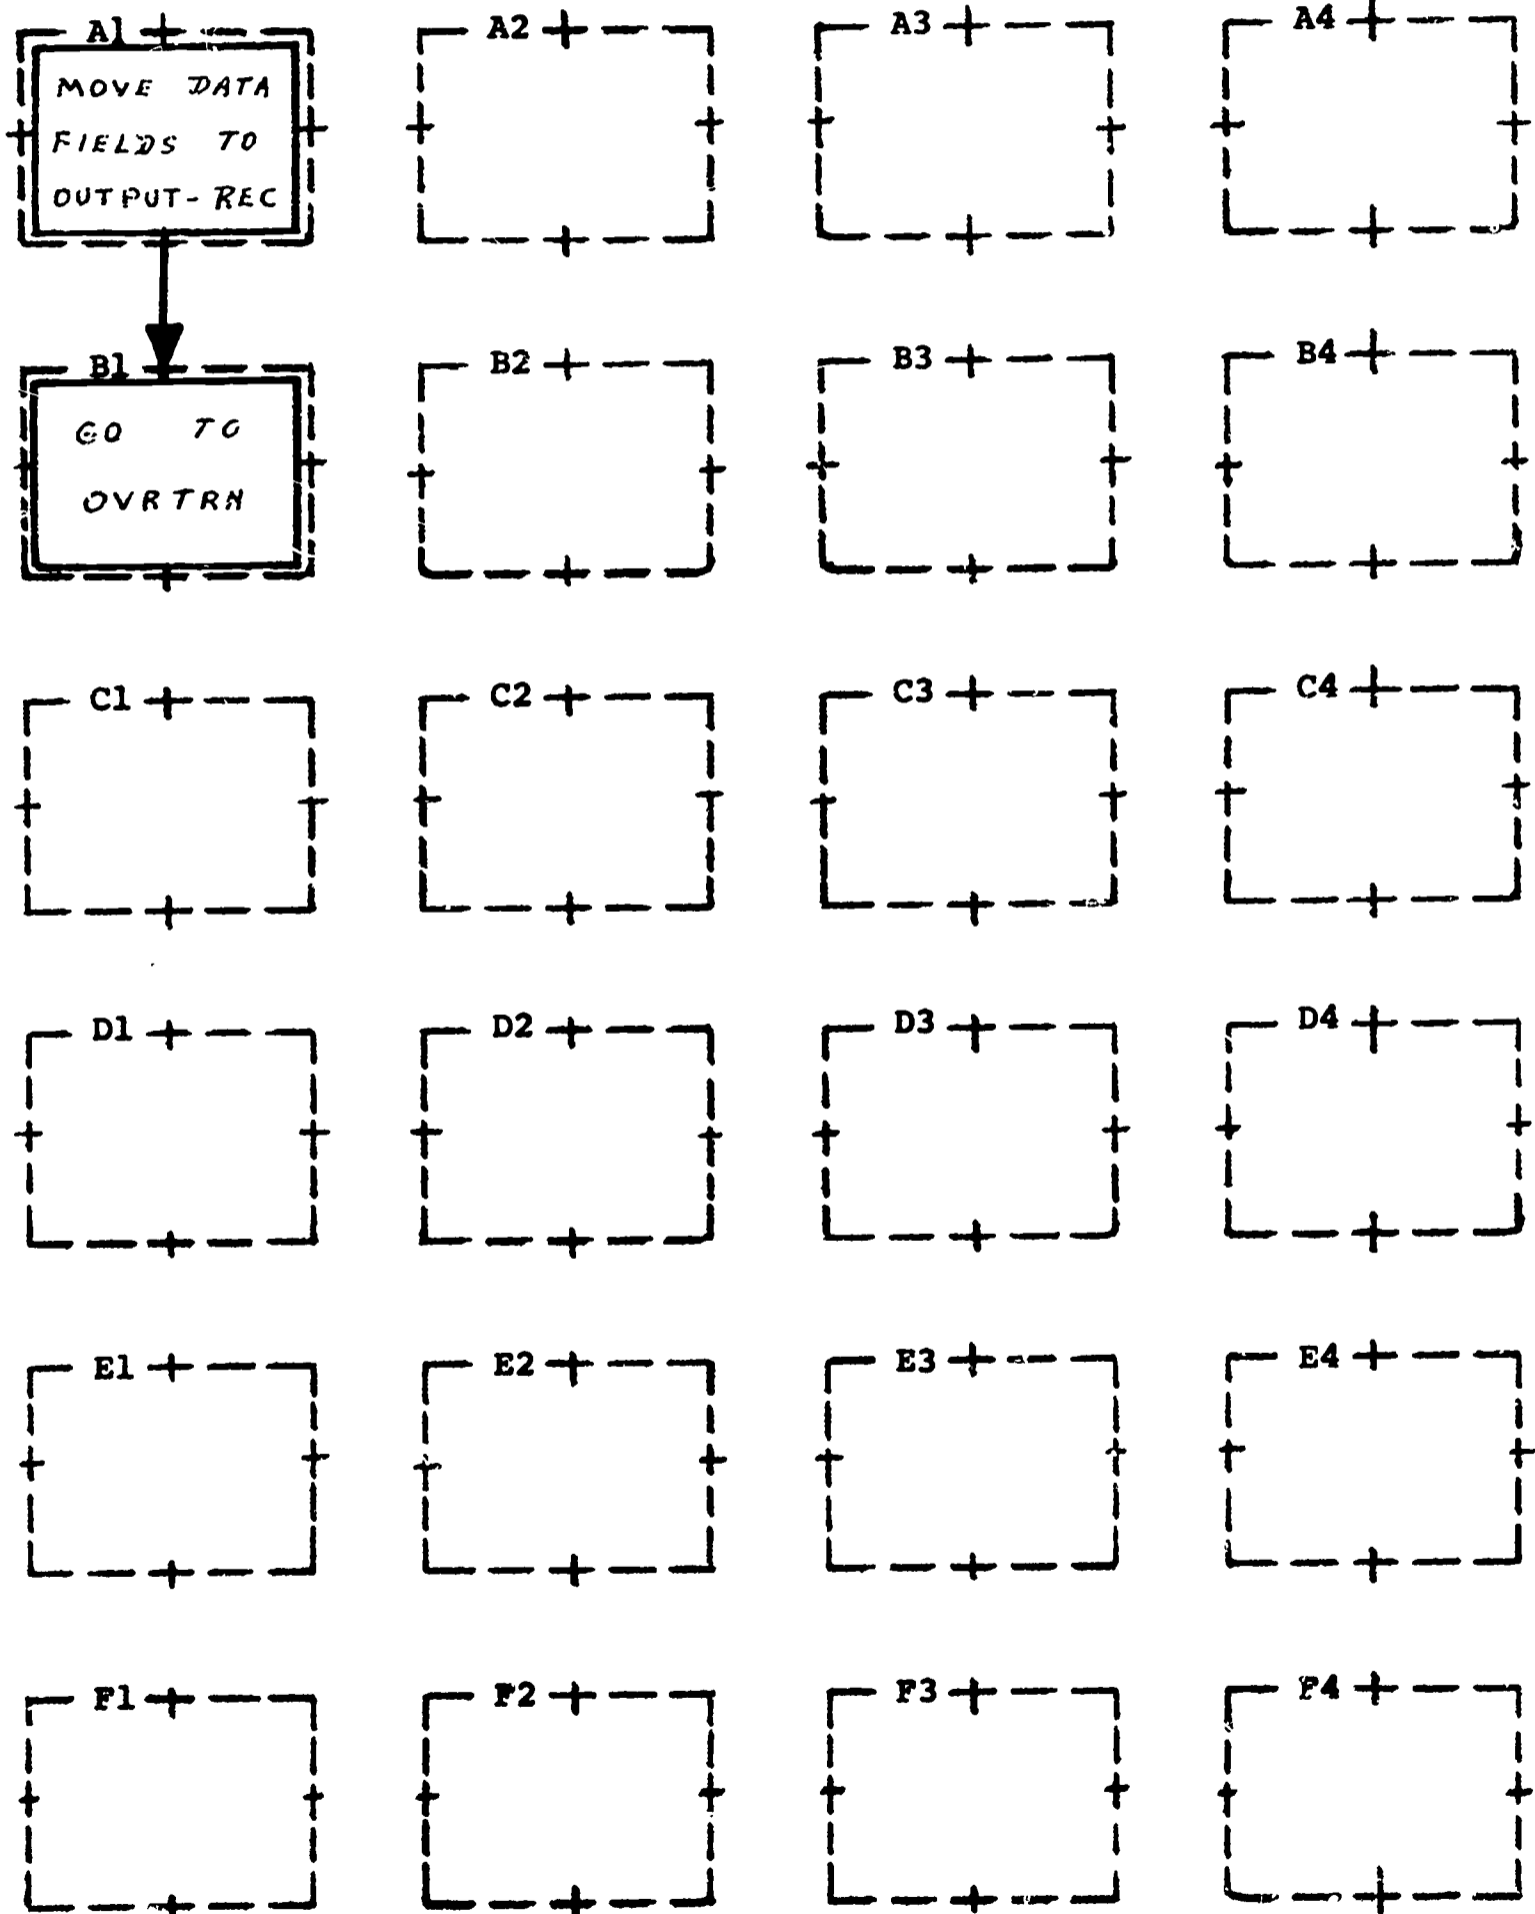 A1 A2 A3 A4
MOVE DATA
FIELDS TO
OUTPUT-REC
B1 B2 B3 B4
GO TO
OVRTRN
C1 C2 C3 C4
D1 D2 D3 D4
E1 E2 E3 E4
F1 F2 F3 F4